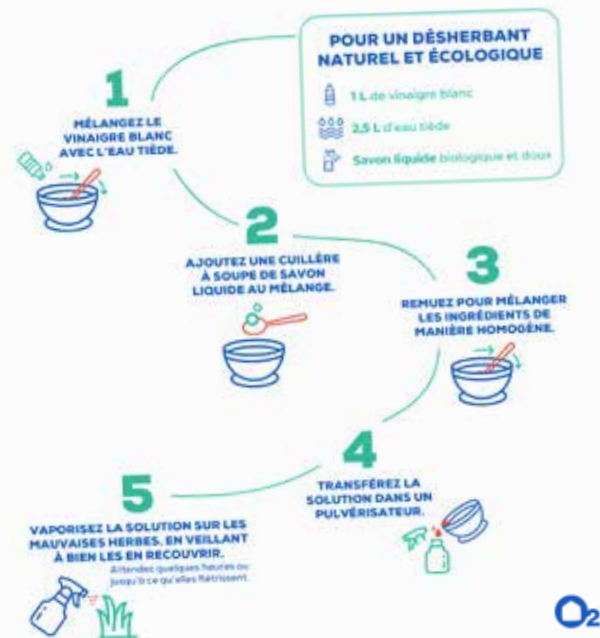 POUR UN DÉSHERBANT
NATUREL ET ÉCOLOGIQUE
1 L de vinaigre blanc
2,5 L d'eau tiède
Savon liquide biologique et doux
1
MÉLANGEZ LE
VINAIGRE BLANC
AVEC L'EAU TIÈDE.
2
AJOUTEZ UNE CUILLÈRE
À SOUPE DE SAVON
LIQUIDE AU MÉLANGE.
3
REMUEZ POUR MÉLANGER
LES INGRÉDIENTS DE
MANIÈRE HOMOGÈNE.
4
TRANSFÉREZ LA
SOLUTION DANS UN
PULVÉRISATEUR.
5
VAPORISEZ LA SOLUTION SUR LES
MAUVAISES HERBES, EN VEILLANT
À BIEN LES EN RECOUVRIR.
Attendez quelques heures ou
jusqu'à ce qu'elles flétrissent.
O2